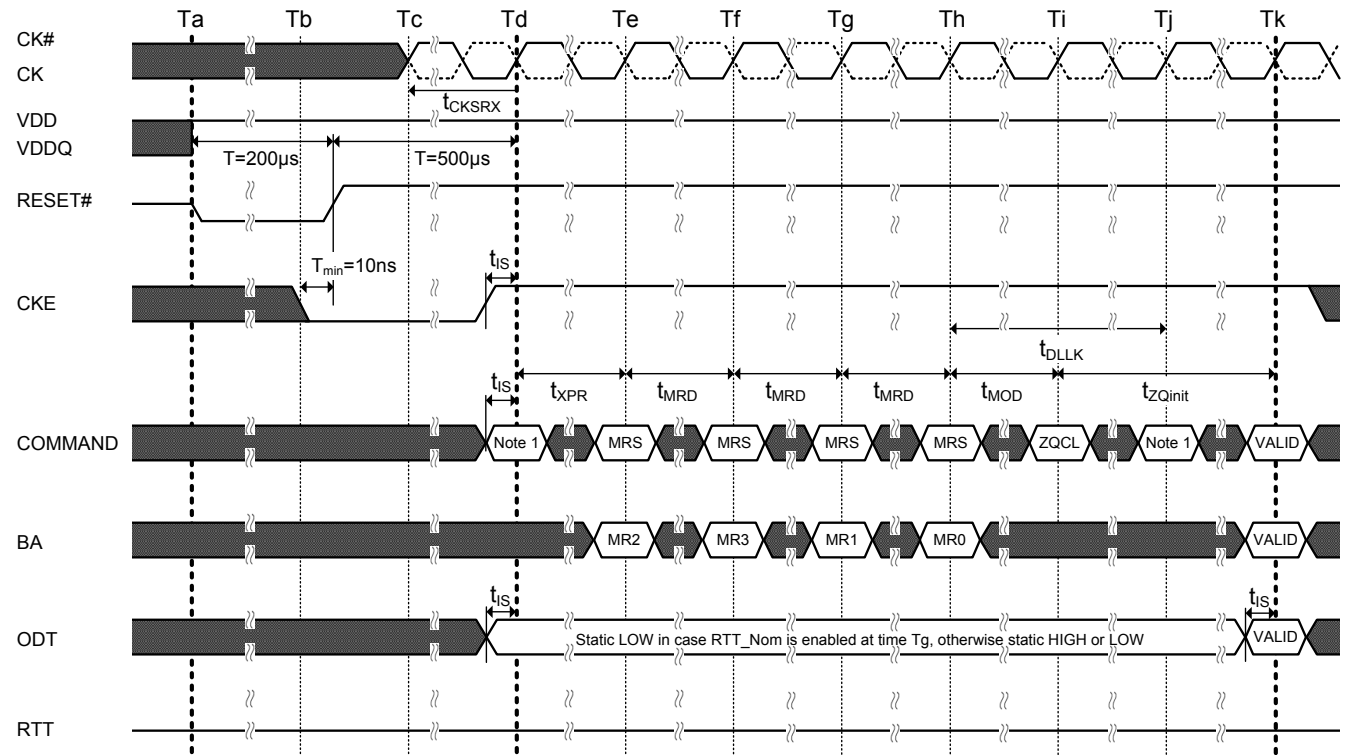 Ta Tb Tc Td Te Tf Tg Th Ti Tj Tk
CK#
CK
tCKSRX
VDD
VDDQ
T=200µs T=500µs
RESET#
Tmin=10ns tIS
CKE
tDLLK
tIS tXPR tMRD tMRD tMRD tMOD tZQinit
COMMAND Note 1 MRS MRS MRS MRS ZQCL Note 1 VALID
BA MR2 MR3 MR1 MR0 VALID
tIS tIS
ODT Static LOW in case RTT_Nom is enabled at time Tg, otherwise static HIGH or LOW VALID
RTT